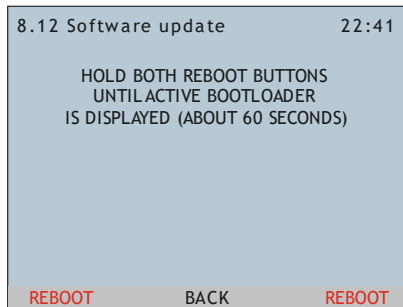 8.12 Software update 22:41
HOLD BOTH REBOOT BUTTONS
UNTIL ACTIVE BOOTLOADER
IS DISPLAYED (ABOUT 60 SECONDS)
REBOOT BACK REBOOT